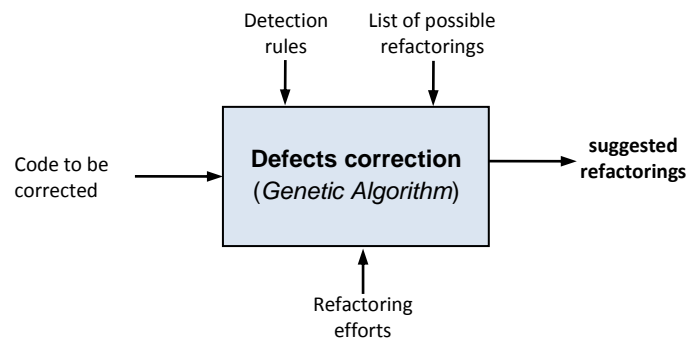 Detection
rules
List of possible
refactorings
Code to be
corrected
Defects correction
(Genetic Algorithm)
suggested
refactorings
Refactoring
efforts